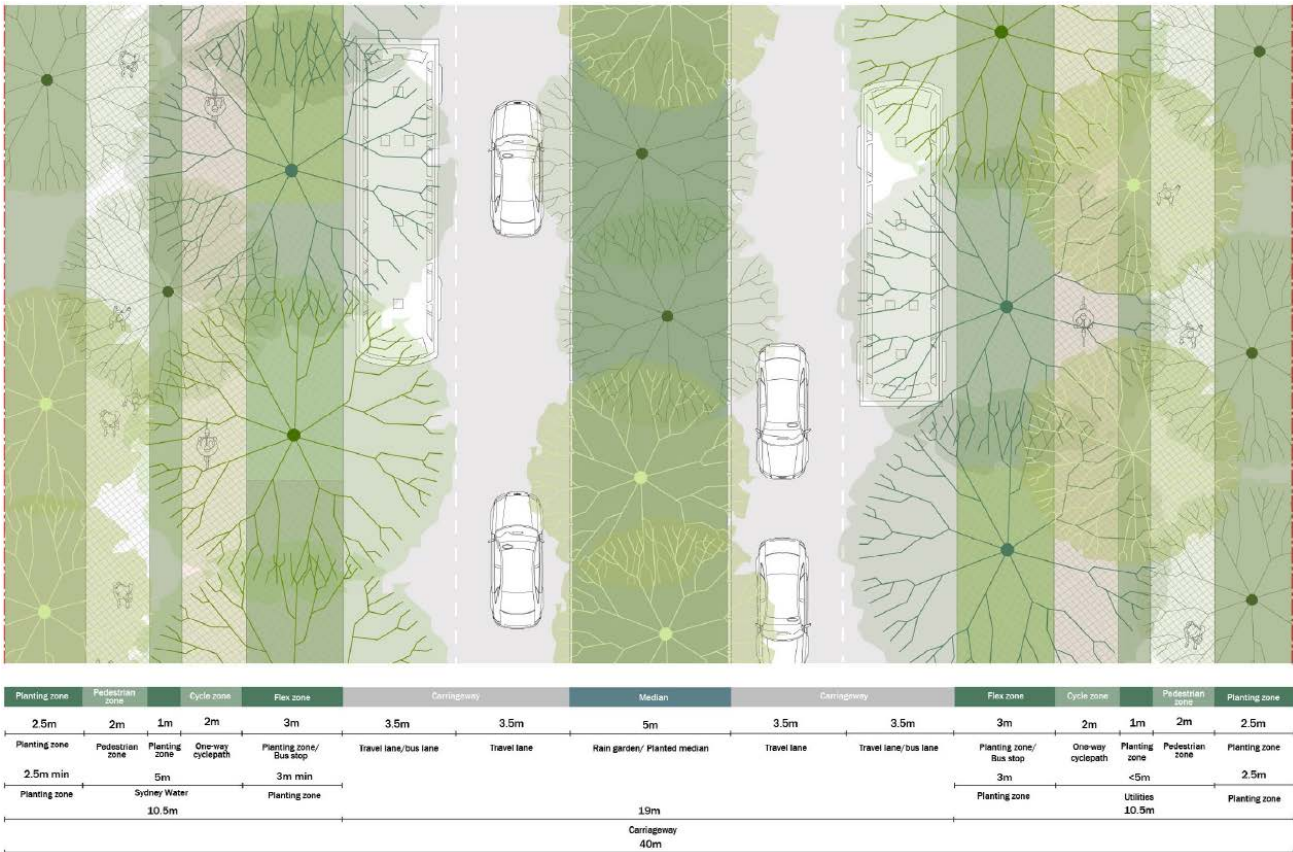 Planting zone Pedestrian zone Cycle zone Flex zone Carriageway Median Carriageway Flex zone Cycle zone Pedestrian zone Planting zone
2.5m 2m 1m 2m 3m 3.5m 3.5m 5m 3.5m 3.5m 3m 2m 1m 2m 2.5m
Planting zone Pedestrian zone Planting zone One-way cyclepath Planting zone/ Bus stop Travel lane/bus lane Travel lane Rain garden/ Planted median Travel lane Travel lane/bus lane Planting zone/ Bus stop One-way cyclepath Planting zone Pedestrian zone Planting zone
2.5m min 5m 3m min 3m <5m 2.5m
Planting zone Sydney Water Planting zone Planting zone Utilities Planting zone
10.5m 19m 10.5m
Carriageway
40m